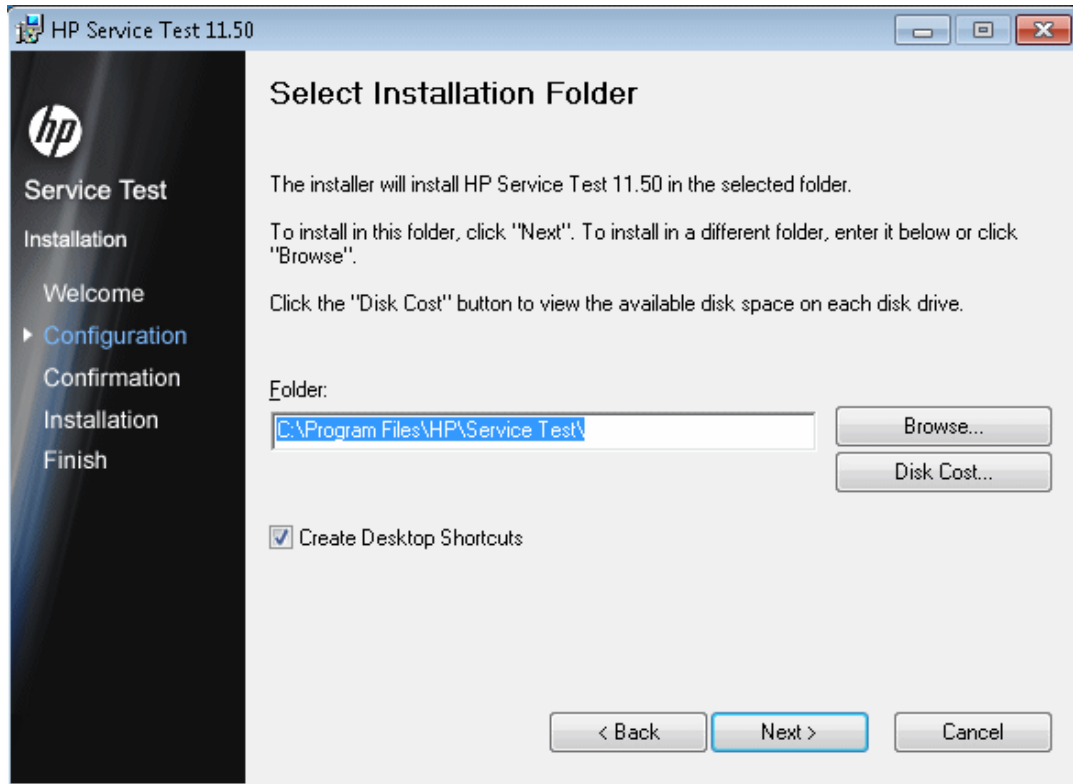 HP Service Test 11.50
hp
Service Test
Installation
Welcome
Configuration
Confirmation
Installation
Finish
Select Installation Folder
The installer will install HP Service Test 11.50 in the selected folder.
To install in this folder, click "Next". To install in a different folder, enter it below or click
"Browse".
Click the "Disk Cost" button to view the available disk space on each disk drive.
Folder:
C:\Program Files\HP\Service Test\
Browse...
Disk Cost...
Create Desktop Shortcuts
< Back
Next >
Cancel